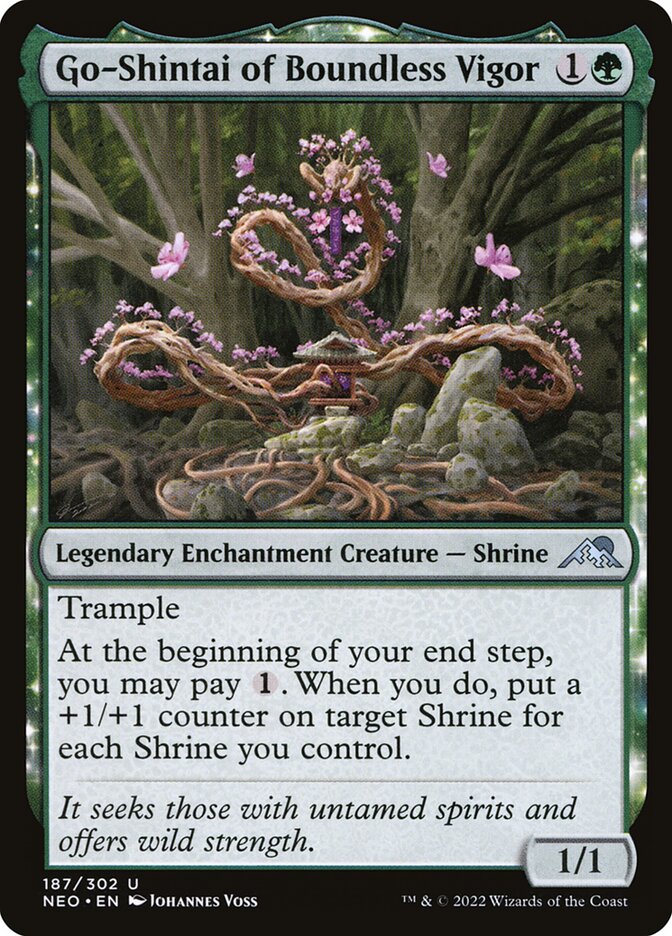 Go-Shintai of Boundless Vigor 1
Legendary Enchantment Creature — Shrine
Trample
At the beginning of your end step,
you may pay 1. When you do, put a
+1/+1 counter on target Shrine for
each Shrine you control.
It seeks those with untamed spirits and
offers wild strength.
1/1
187/302 U
NEO • EN Johannes Voss
™ & © 2022 Wizards of the Coast